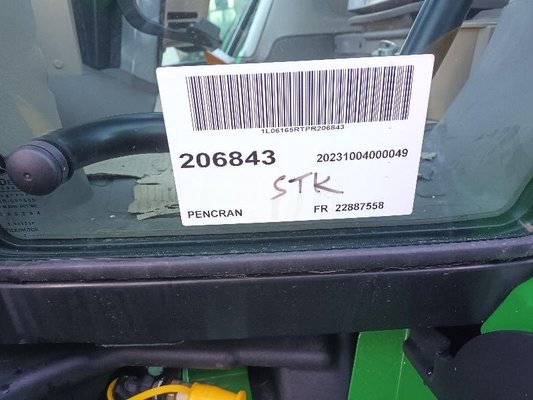 1L06165RTPR206843
206843
20231004000049
STK
PENCRAN
FR 22887558